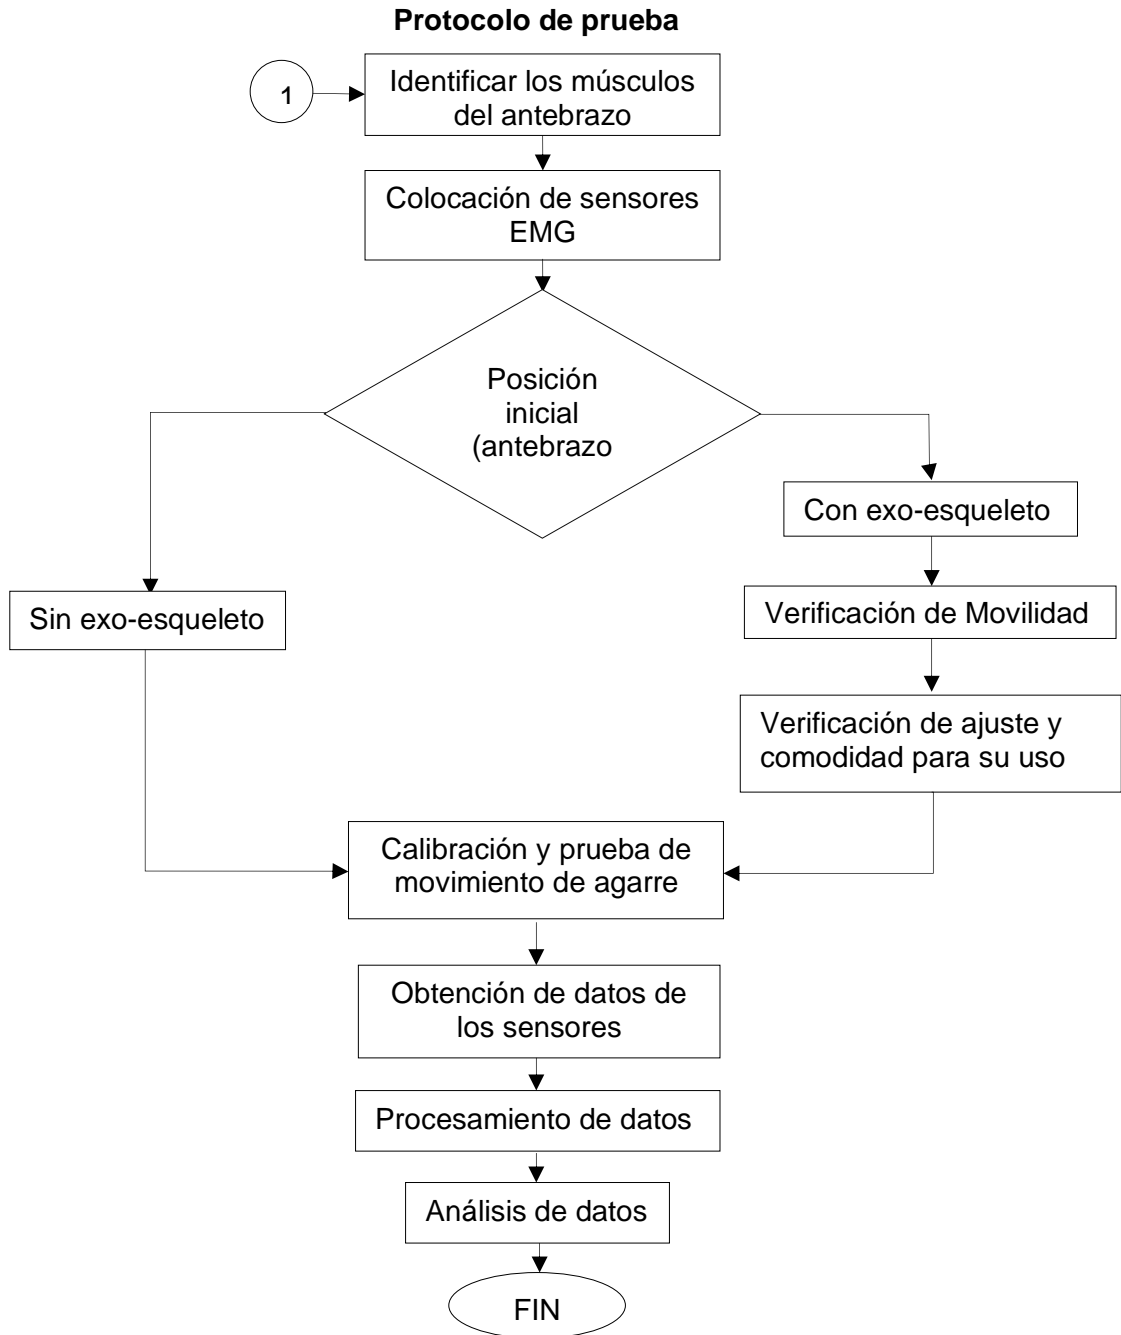 Protocolo de prueba
1
Identificar los músculos
del antebrazo
Colocación de sensores
EMG
Posición
inicial
(antebrazo
Con exo-esqueleto
Sin exo-esqueleto
Verificación de Movilidad
Verificación de ajuste y
comodidad para su uso
Calibración y prueba de
movimiento de agarre
Obtención de datos de
los sensores
Procesamiento de datos
Análisis de datos
FIN